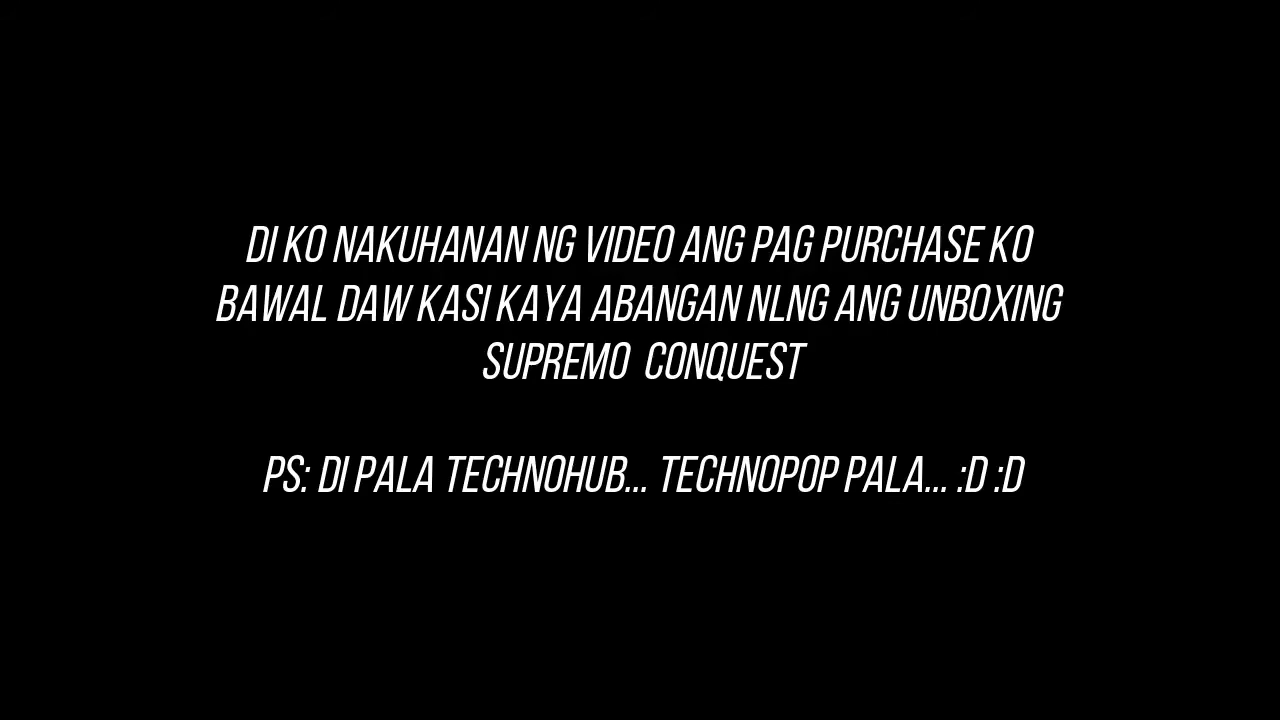 DI KO NAKUHANAN NG VIDEO ANG PAG PURCHASE KO
BAWAL DAW KASI KAYA ABANGAN NLNG ANG UNBOXING
SUPREMO CONQUEST
PS: DI PALA TECHNOHUB... TECHNOPOP PALA... :D :D